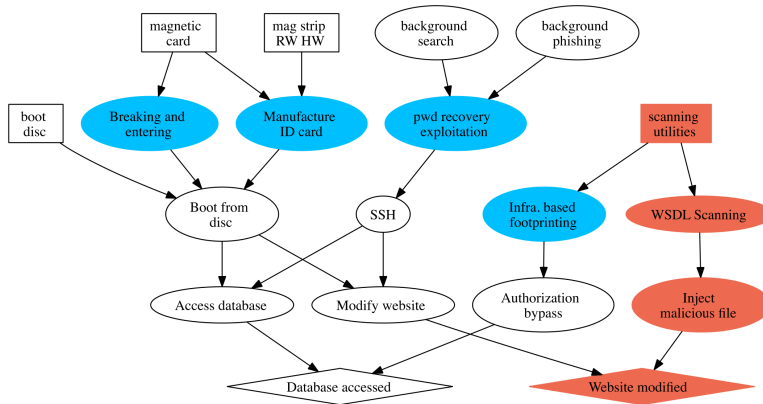 magnetic
card
mag strip
RW HW
background
search
background
phishing
boot
disc
Breaking and
entering
Manufacture
ID card
pwd recovery
exploitation
scanning
utilities
Boot from
disc
SSH
Infra. based
footprinting
WSDL Scanning
Access database
Modify website
Authorization
bypass
Inject
malicious file
Database accessed
Website modified